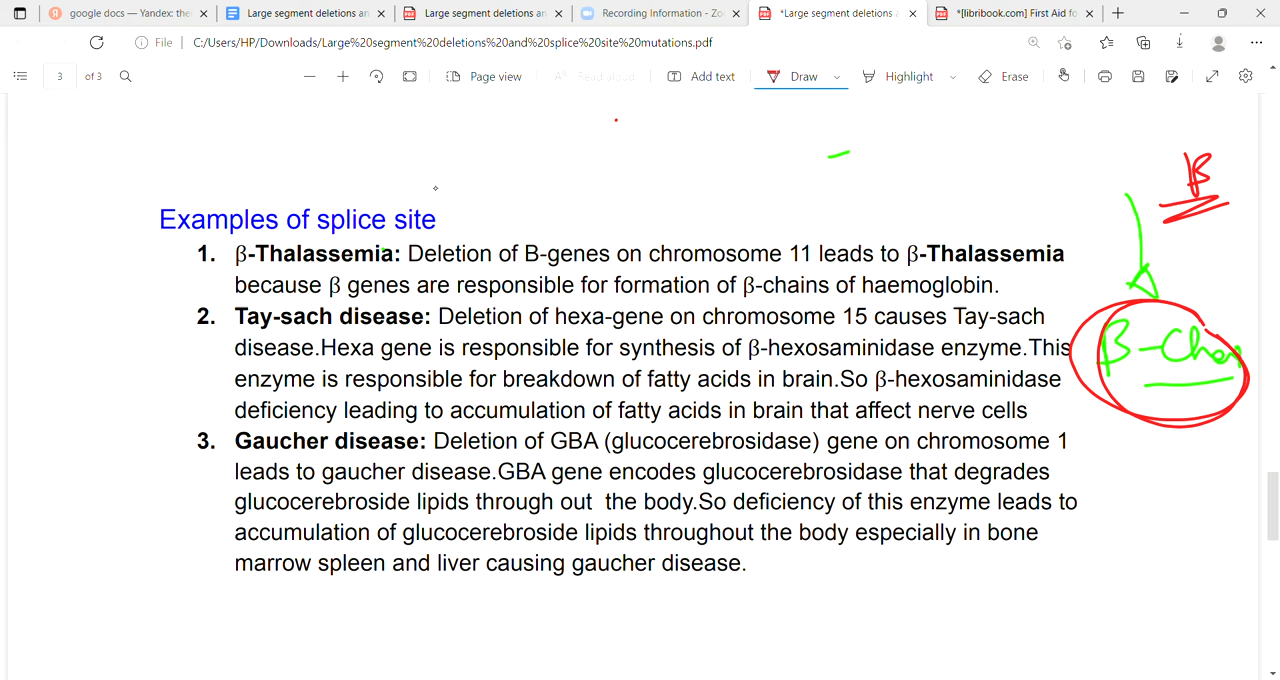 google docs — Yandex: the
Large segment deletions an
Large segment deletions an
Recording Information - Zo
*Large segment deletions a
*[libribook.com] First Aid fo
File | C:/Users/HP/Downloads/Large%20segment%20deletions%20and%20splice%20site%20mutations.pdf
3 of 3
Page view
Read aloud
Add text
Draw
Highlight
Erase
β
Examples of splice site
1. β-Thalassemia: Deletion of B-genes on chromosome 11 leads to β-Thalassemia
because β genes are responsible for formation of β-chains of haemoglobin.
2. Tay-sach disease: Deletion of hexa-gene on chromosome 15 causes Tay-sach
disease.Hexa gene is responsible for synthesis of β-hexosaminidase enzyme.This
enzyme is responsible for breakdown of fatty acids in brain.So β-hexosaminidase
deficiency leading to accumulation of fatty acids in brain that affect nerve cells
3. Gaucher disease: Deletion of GBA (glucocerebrosidase) gene on chromosome 1
leads to gaucher disease.GBA gene encodes glucocerebrosidase that degrades
glucocerebroside lipids through out the body.So deficiency of this enzyme leads to
accumulation of glucocerebroside lipids throughout the body especially in bone
marrow spleen and liver causing gaucher disease.